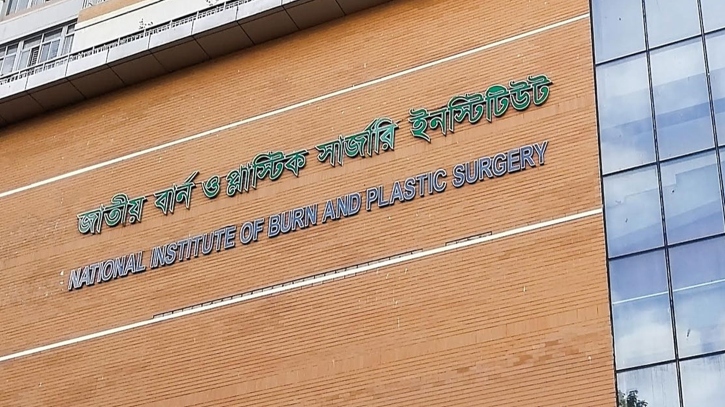 জাতীয় বার্ন ও প্লাস্টিক সার্জারি ইনস্টিটিউট
NATIONAL INSTITUTE OF BURN AND PLASTIC SURGERY